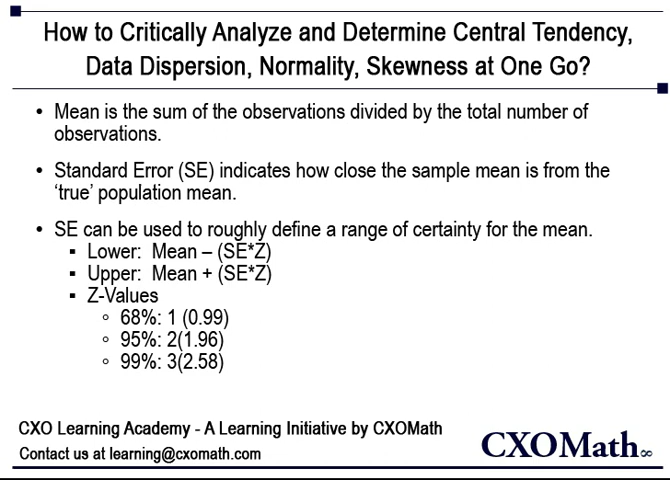 How to Critically Analyze and Determine Central Tendency,
Data Dispersion, Normality, Skewness at One Go?
• Mean is the sum of the observations divided by the total number of
observations.
• Standard Error (SE) indicates how close the sample mean is from the
‘true’ population mean.
• SE can be used to roughly define a range of certainty for the mean.
▪ Lower: Mean – (SE*Z)
▪ Upper: Mean + (SE*Z)
▪ Z-Values
◦ 68%: 1 (0.99)
◦ 95%: 2(1.96)
◦ 99%: 3(2.58)
CXO Learning Academy - A Learning Initiative by CXOMath
Contact us at learning@cxomath.com
CXOMath∞